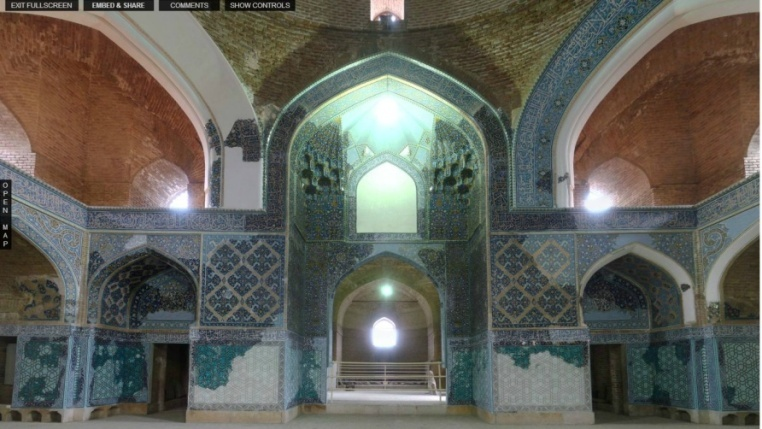 EXIT FULLSCREEN
EMBED & SHARE
COMMENTS
SHOW CONTROLS
OPEN MAP